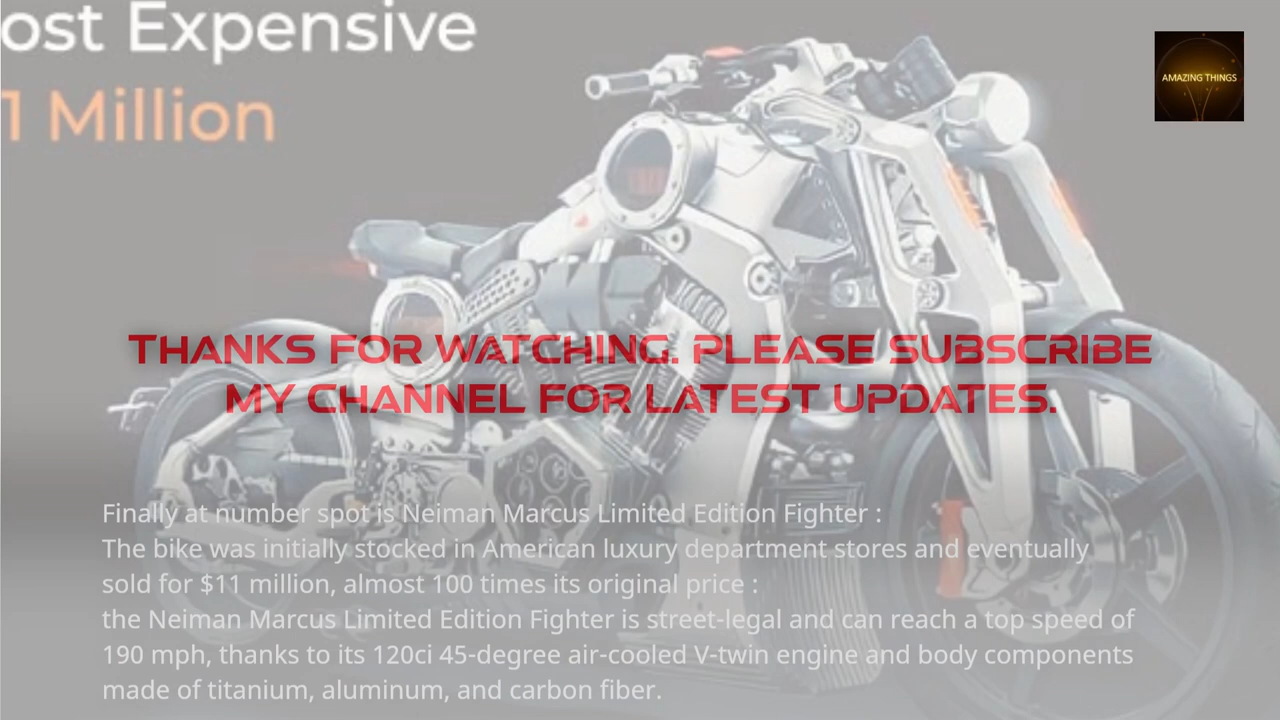 ost Expensive
1 Million
AMAZING THINGS
THANKS FOR WATCHING. PLEASE SUBSCRIBE
MY CHANNEL FOR LATEST UPDATES.
Finally at number spot is Neiman Marcus Limited Edition Fighter :
The bike was initially stocked in American luxury department stores and eventually
sold for $11 million, almost 100 times its original price :
the Neiman Marcus Limited Edition Fighter is street-legal and can reach a top speed of
190 mph, thanks to its 120ci 45-degree air-cooled V-twin engine and body components
made of titanium, aluminum, and carbon fiber.